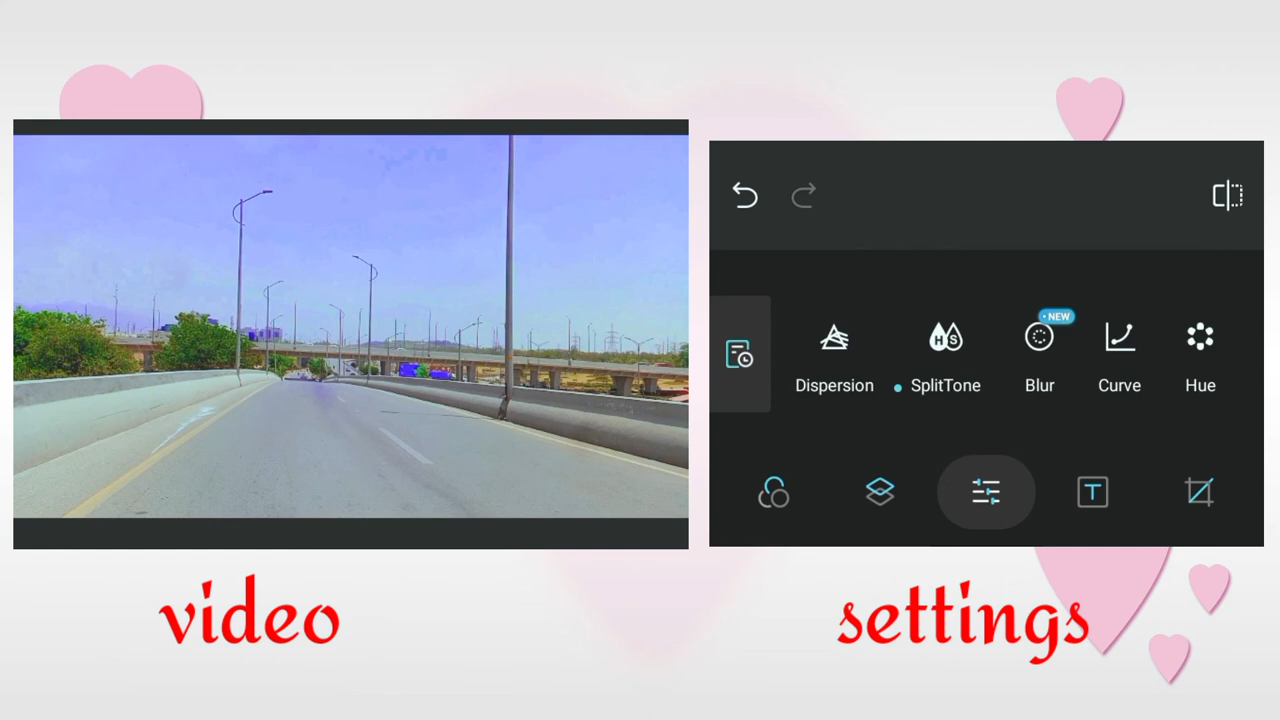 NEW
Dispersion
SplitTone
Blur
Curve
Hue
H S
T
video
settings